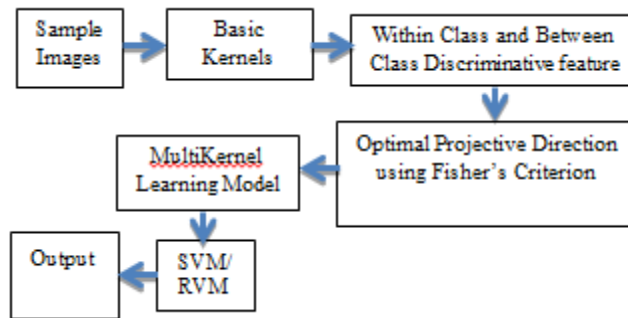 Sample
Images
Basic
Kernels
Within Class and Between
Class Discriminative feature
Optimal Projective Direction
using Fisher's Criterion
MultiKernel
Learning Model
SVM/
RVM
Output